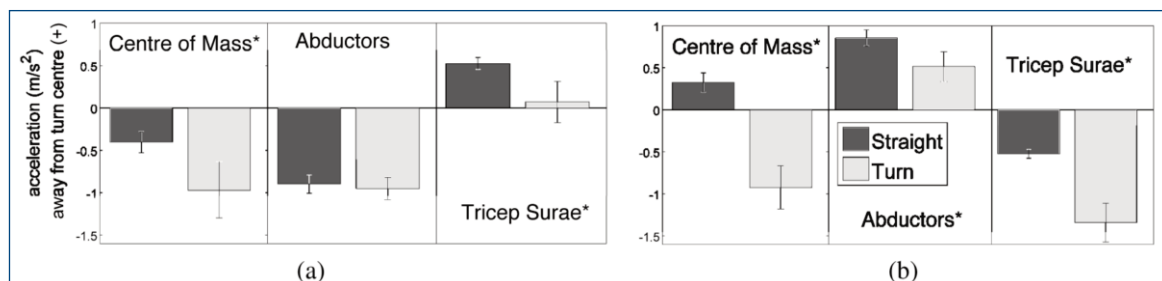 acceleration (m/s²)
away from turn centre (+)
1
0.5
0
-0.5
-1
-1.5
Centre of Mass*
Abductors
Tricep Surae*
(a)
1
0.5
0
-0.5
-1
-1.5
Centre of Mass*
Tricep Surae*
Straight
Turn
Abductors*
(b)